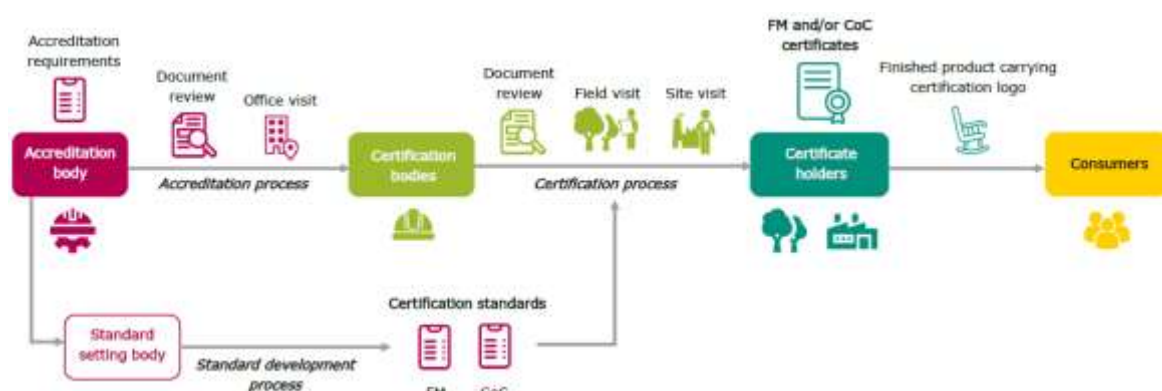 Accreditation
requirements
Document
review
Office visit
Document
review
Field visit
Site visit
FM and/or CoC
certificates
Finished product carrying
certification logo
Accreditation
body
Accreditation process
Certification
bodies
Certification process
Certificate
holders
Consumers
Certification standards
Standard
setting body
Standard development
process
FM
CoC